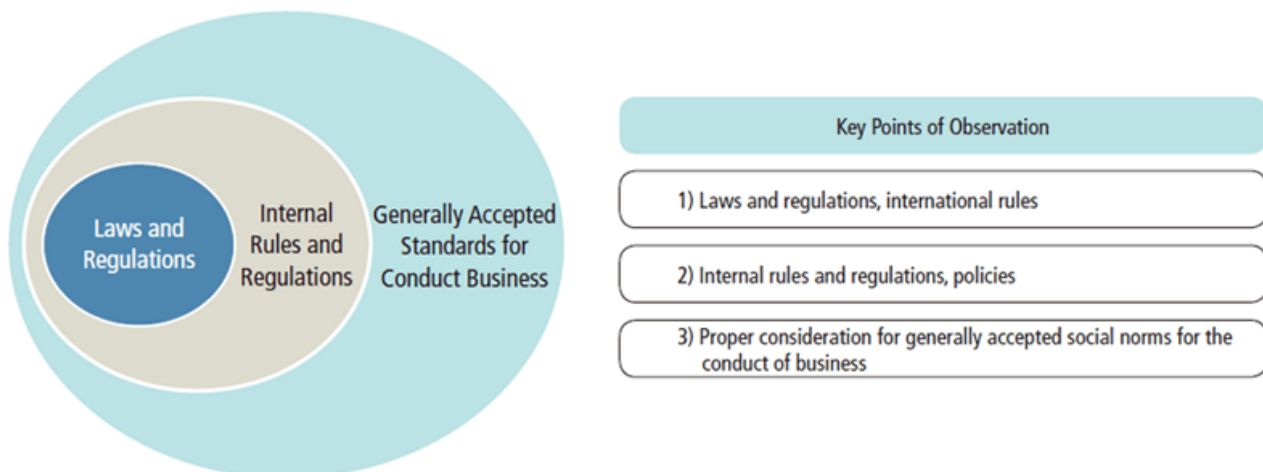 Laws and
Regulations
Internal
Rules and
Regulations
Generally Accepted
Standards for
Conduct Business
Key Points of Observation
1) Laws and regulations, international rules
2) Internal rules and regulations, policies
3) Proper consideration for generally accepted social norms for the
conduct of business